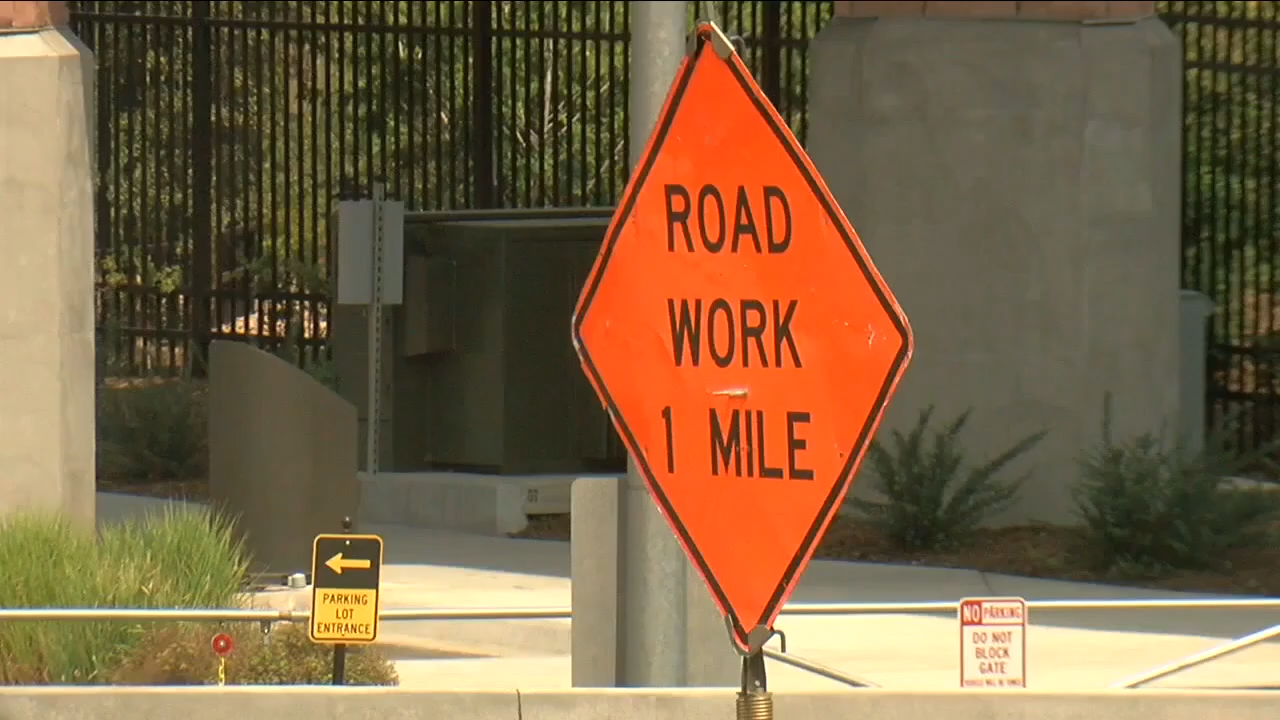 ROAD
WORK
1 MILE
PARKING
LOT
ENTRANCE
NO PARKING
DO NOT
BLOCK
GATE